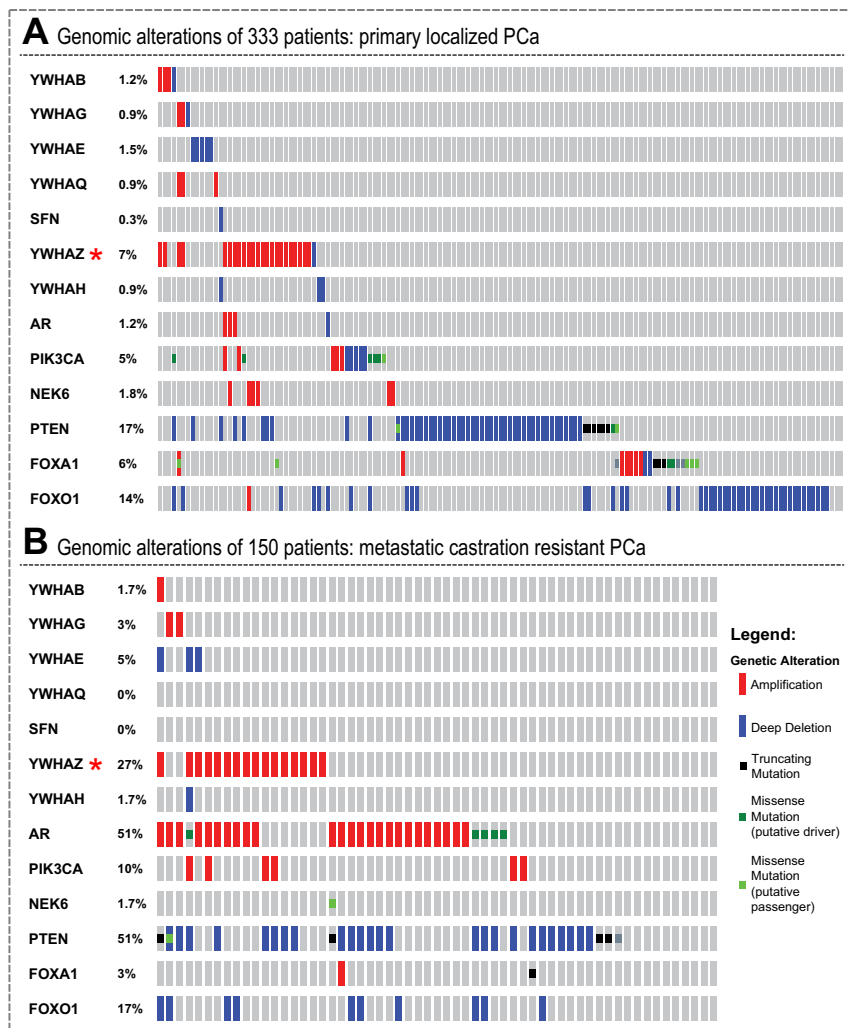 A Genomic alterations of 333 patients: primary localized PCa
YWHAB 1.2%
YWHAG 0.9%
YWHAE 1.5%
YWHAQ 0.9%
SFN 0.3%
YWHAZ * 7%
YWHAH 0.9%
AR 1.2%
PIK3CA 5%
NEK6 1.8%
PTEN 17%
FOXA1 6%
FOXO1 14%
B Genomic alterations of 150 patients: metastatic castration resistant PCa
YWHAB 1.7%
YWHAG 3%
YWHAE 5%
YWHAQ 0%
SFN 0%
YWHAZ * 27%
YWHAH 1.7%
AR 51%
PIK3CA 10%
NEK6 1.7%
PTEN 51%
FOXA1 3%
FOXO1 17%
Legend:
Genetic Alteration
Amplification
Deep Deletion
Truncating
Mutation
Missense
Mutation
(putative driver)
Missense
Mutation
(putative
passenger)